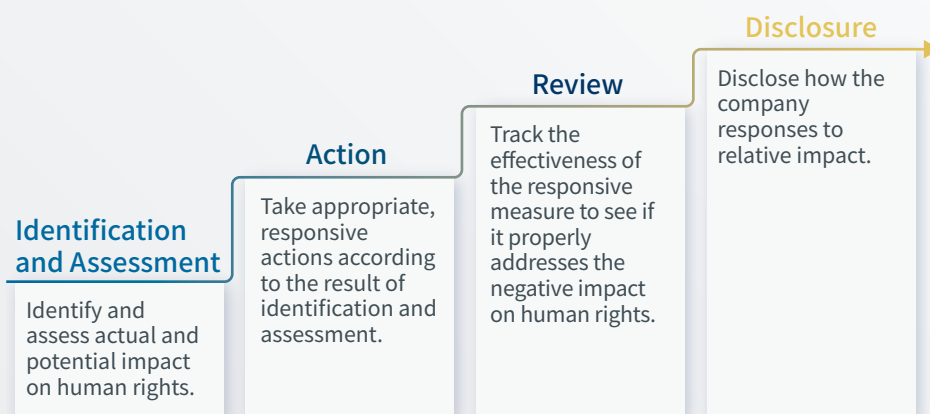 Identification
and Assessment
Identify and
assess actual and
potential impact
on human rights.
Action
Take appropriate,
responsive
actions according
to the result of
identification and
assessment.
Review
Track the
effectiveness of
the responsive
measure to see if
it properly
addresses the
negative impact
on human rights.
Disclosure
Disclose how the
company
responses to
relative impact.